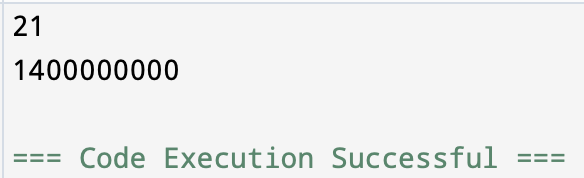 21
1400000000
=== Code Execution Successful ===